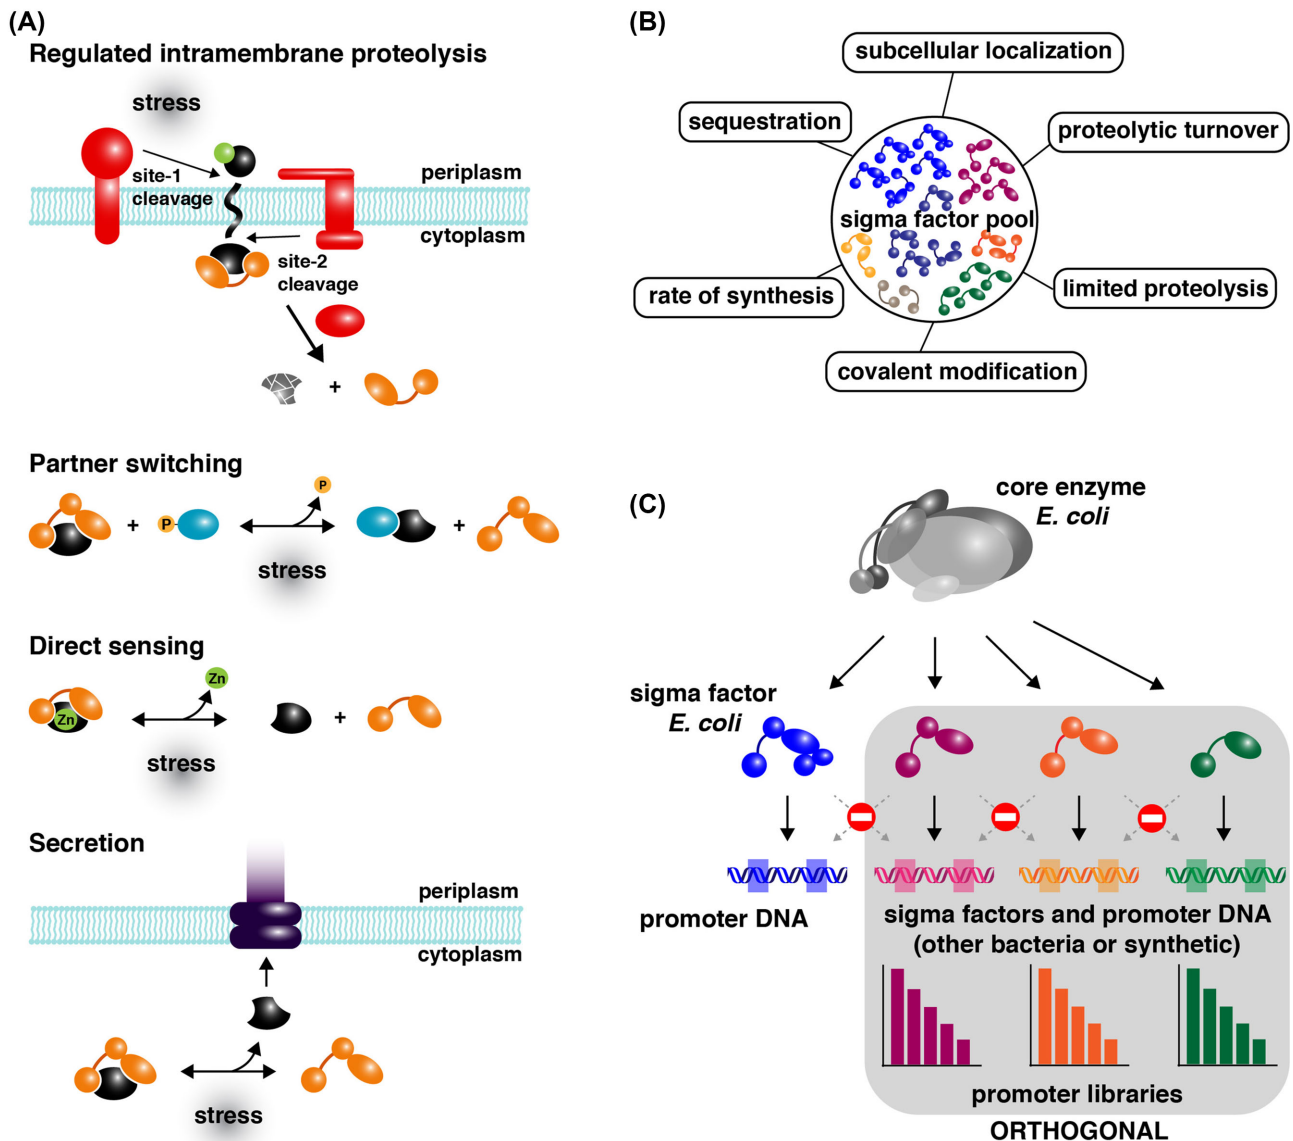 (A)
Regulated intramembrane proteolysis
stress
site-1
cleavage
periplasm
cytoplasm
site-2
cleavage
+
Partner switching
+
P
P
+
stress
Direct sensing
Zn
Zn
+
stress
Secretion
periplasm
cytoplasm
stress
(B)
subcellular localization
sequestration
proteolytic turnover
sigma factor pool
rate of synthesis
limited proteolysis
covalent modification
(C)
core enzyme
E. coli
sigma factor
E. coli
promoter DNA
sigma factors and promoter DNA
(other bacteria or synthetic)
promoter libraries
ORTHOGONAL